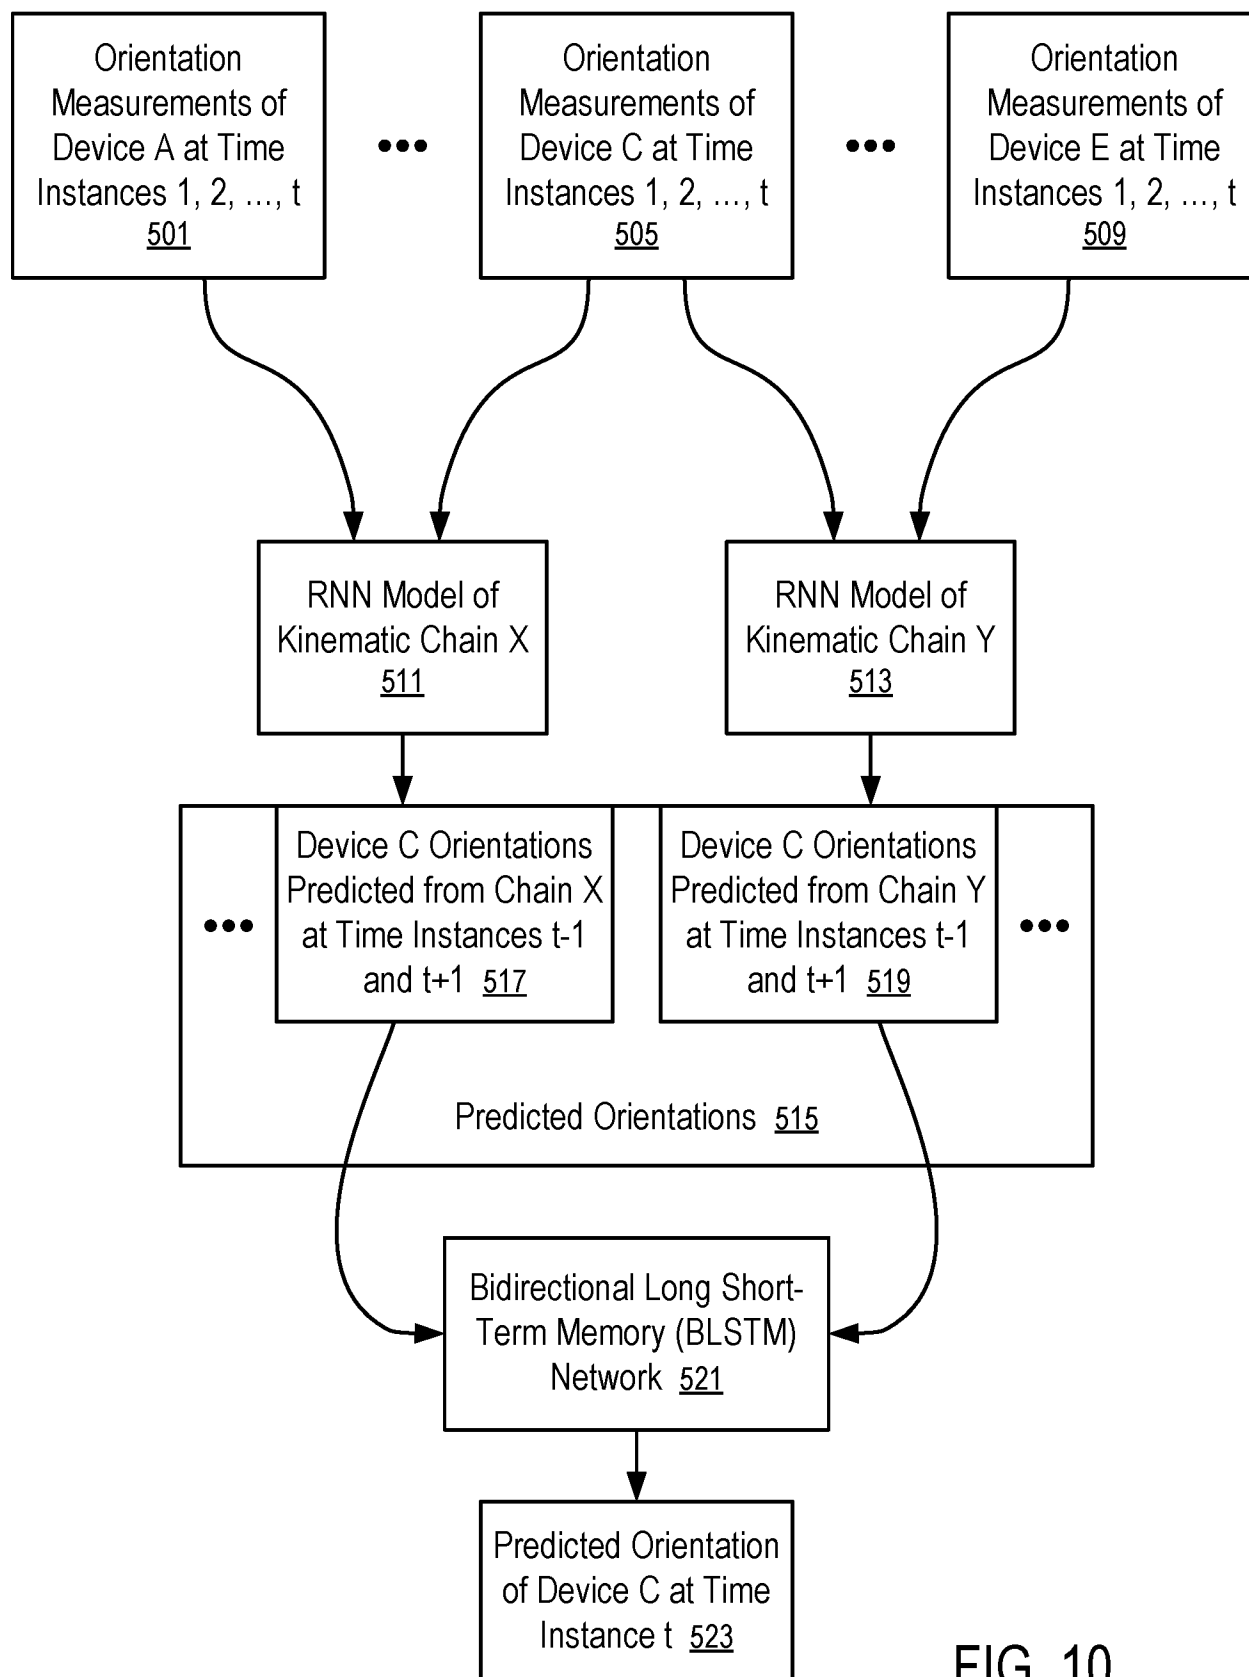 Orientation
Measurements of
Device A at Time
Instances 1, 2, ..., t
501
•••
Orientation
Measurements of
Device C at Time
Instances 1, 2, ..., t
505
•••
Orientation
Measurements of
Device E at Time
Instances 1, 2, ..., t
509
RNN Model of
Kinematic Chain X
511
RNN Model of
Kinematic Chain Y
513
•••
Device C Orientations
Predicted from Chain X
at Time Instances t-1
and t+1 517
Device C Orientations
Predicted from Chain Y
at Time Instances t-1
and t+1 519
•••
Predicted Orientations 515
Bidirectional Long Short-
Term Memory (BLSTM)
Network 521
Predicted Orientation
of Device C at Time
Instance t 523
FIG. 10